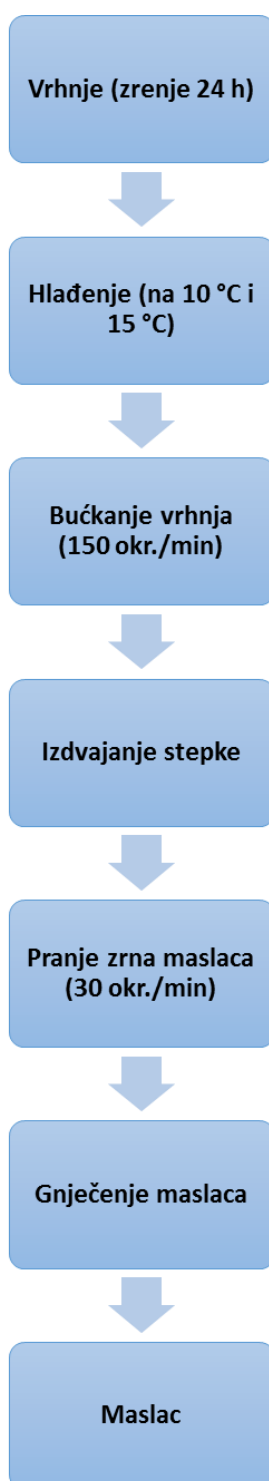 Vrhnje (zrenje 24 h)
Hlađenje (na 10 °C i
15 °C)
Bućkanje vrhnja
(150 okr./min)
Izdvajanje stepke
Pranje zrna maslaca
(30 okr./min)
Gnječenje maslaca
Maslac